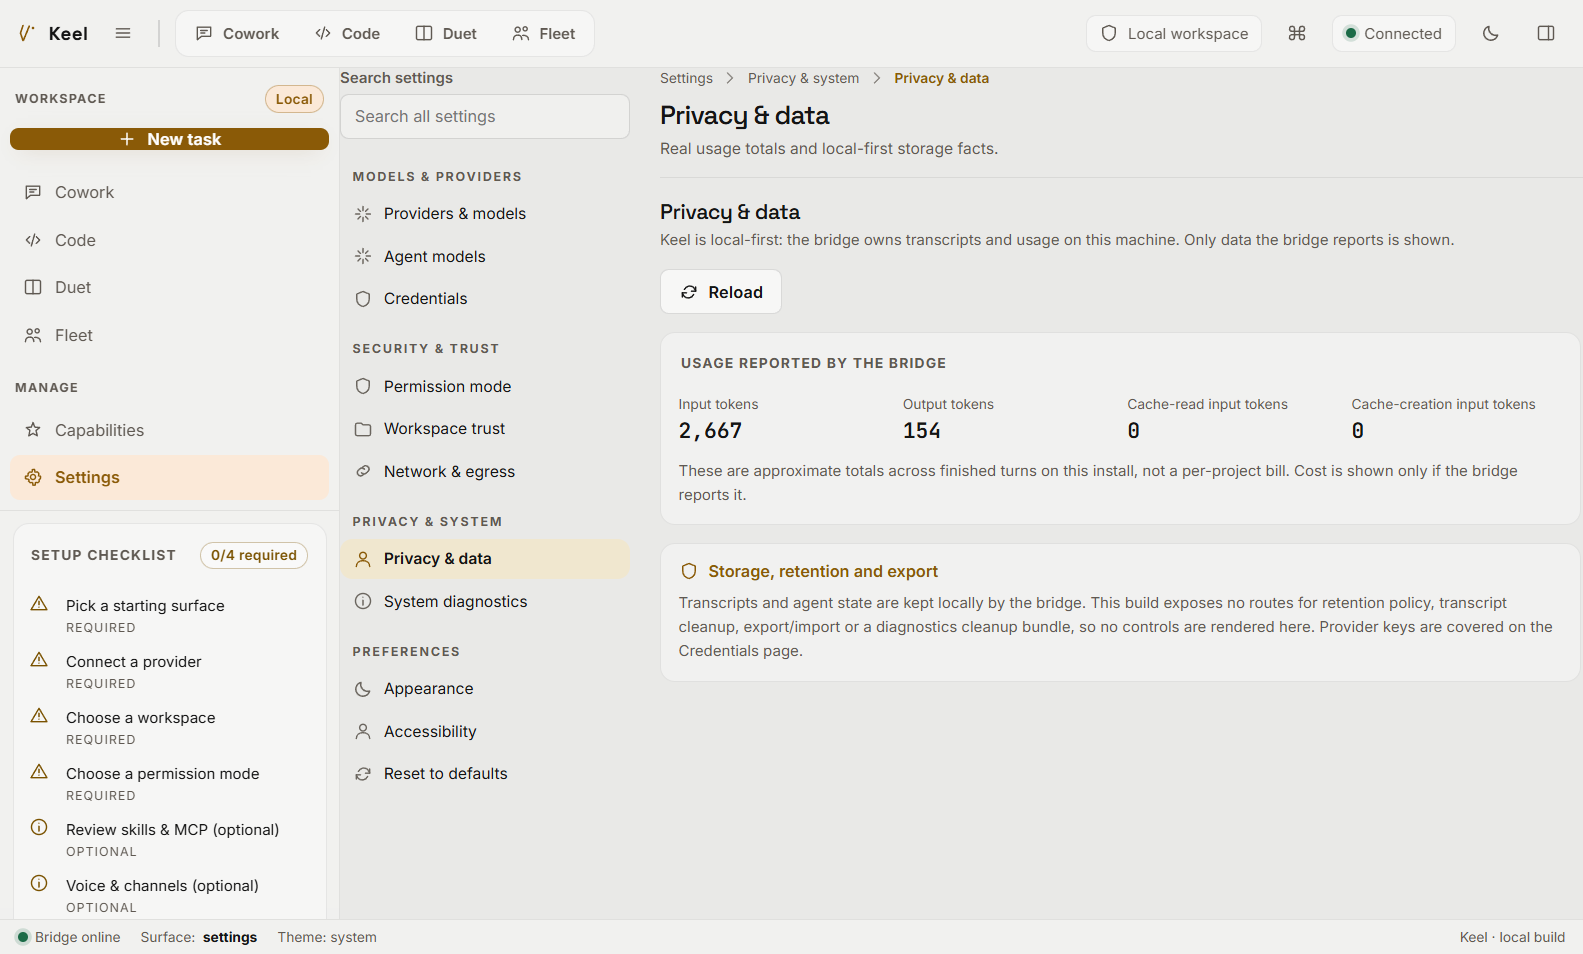 Keel
Cowork
Code
Duet
Fleet
Local workspace
Connected
WORKSPACE
Local
New task
Cowork
Code
Duet
Fleet
MANAGE
Capabilities
Settings
SETUP CHECKLIST
0/4 required
Pick a starting surface
REQUIRED
Connect a provider
REQUIRED
Choose a workspace
REQUIRED
Choose a permission mode
REQUIRED
Review skills & MCP (optional)
OPTIONAL
Voice & channels (optional)
OPTIONAL
Search settings
Search all settings
MODELS & PROVIDERS
Providers & models
Agent models
Credentials
SECURITY & TRUST
Permission mode
Workspace trust
Network & egress
PRIVACY & SYSTEM
Privacy & data
System diagnostics
PREFERENCES
Appearance
Accessibility
Reset to defaults
Settings > Privacy & system > Privacy & data
Privacy & data
Real usage totals and local-first storage facts.
Privacy & data
Keel is local-first: the bridge owns transcripts and usage on this machine. Only data the bridge reports is shown.
Reload
USAGE REPORTED BY THE BRIDGE
Input tokens
2,667
Output tokens
154
Cache-read input tokens
0
Cache-creation input tokens
0
These are approximate totals across finished turns on this install, not a per-project bill. Cost is shown only if the bridge
reports it.
Storage, retention and export
Transcripts and agent state are kept locally by the bridge. This build exposes no routes for retention policy, transcript
cleanup, export/import or a diagnostics cleanup bundle, so no controls are rendered here. Provider keys are covered on the
Credentials page.
Bridge online
Surface: settings
Theme: system
Keel · local build